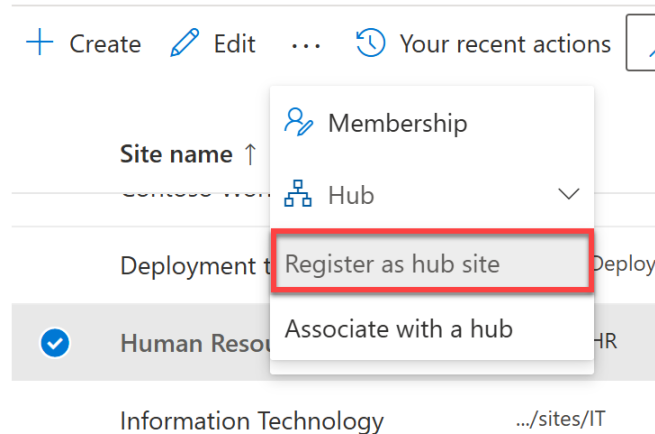 Create Edit ... Your recent actions
Membership
Site name ↑
Hub
Deployment
Register as hub site
Deploy
Associate with a hub
Human Resou
HR
Information Technology .../sites/IT